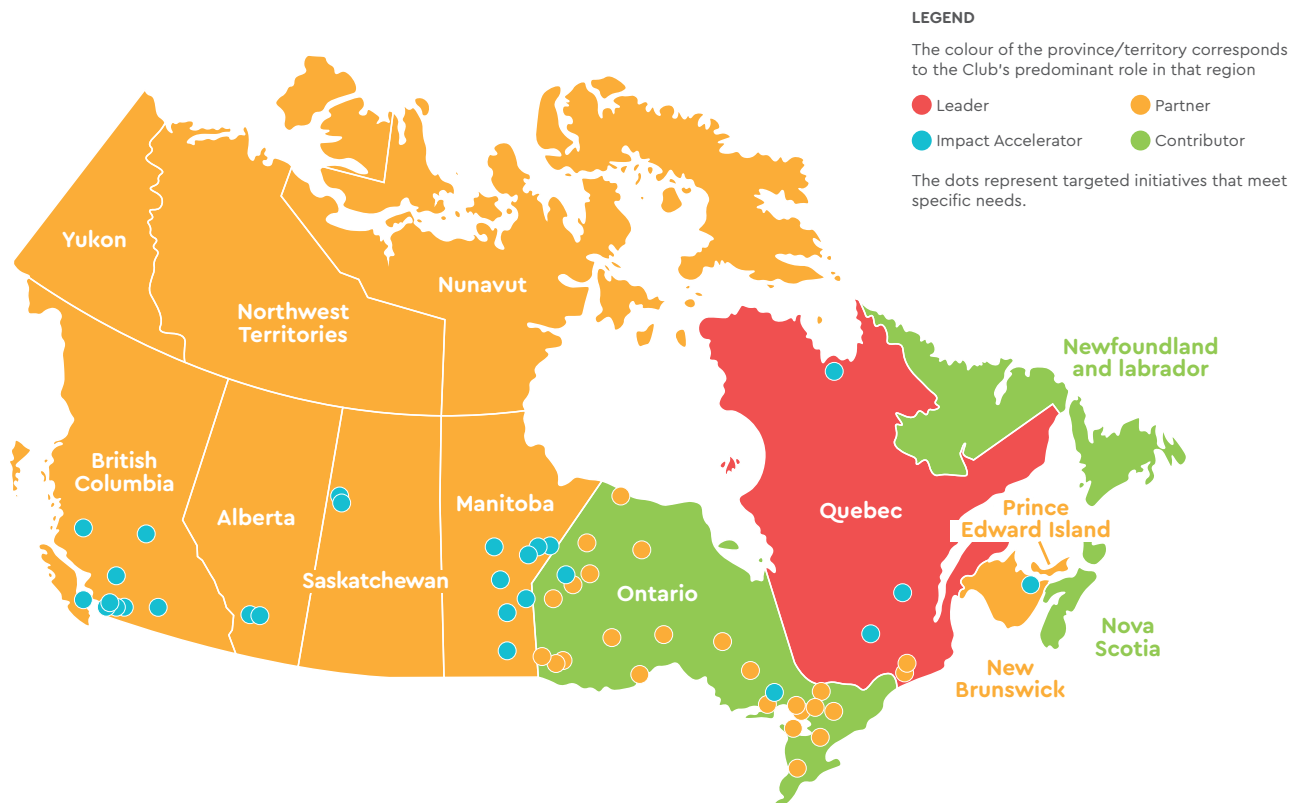 LEGEND
The colour of the province/territory corresponds
to the Club's predominant role in that region
Leader
Partner
Impact Accelerator
Contributor
The dots represent targeted initiatives that meet
specific needs.
Yukon
Northwest
Territories
Nunavut
British
Columbia
Alberta
Saskatchewan
Manitoba
Ontario
Quebec
Newfoundland
and labrador
Prince
Edward Island
Nova
Scotia
New
Brunswick